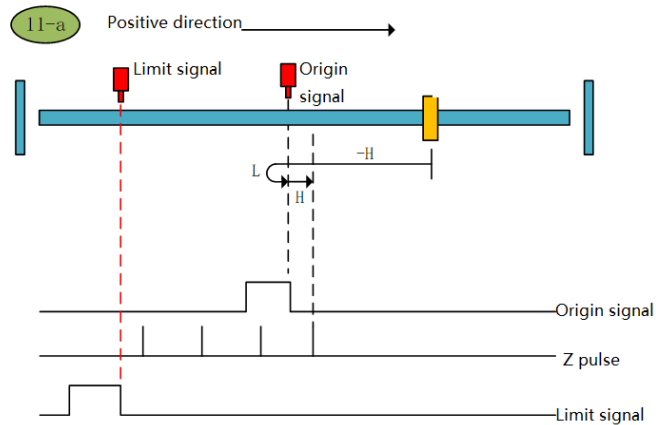 11-a
Positive direction
Limit signal
Origin
signal
-H
L
H
Origin signal
Z pulse
Limit signal